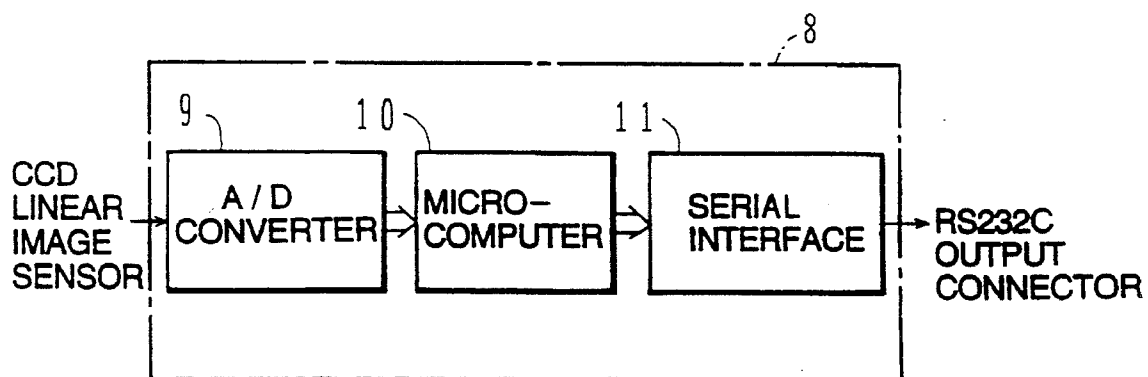 8
9
10
11
CCD
LINEAR
IMAGE
SENSOR
A/D
CONVERTER
MICRO-
COMPUTER
SERIAL
INTERFACE
RS232C
OUTPUT
CONNECTOR